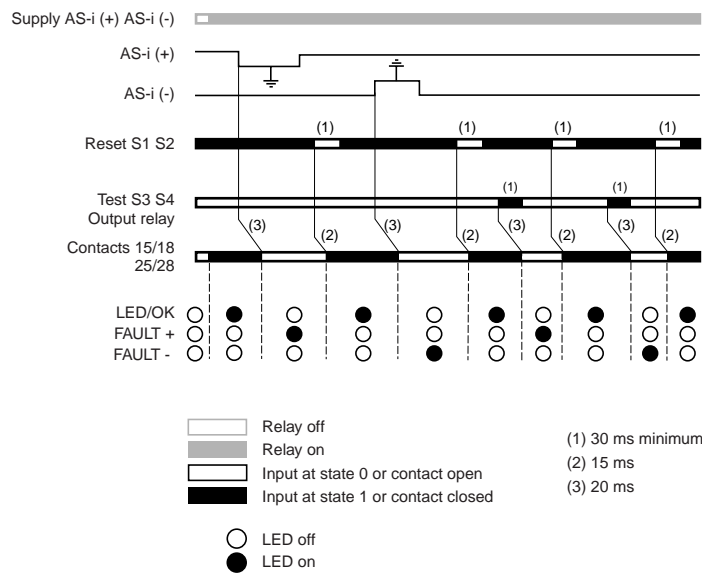 Supply AS-i (+) AS-i (-)
AS-i (+)
AS-i (-)
(1) (1) (1) (1)
Reset S1 S2
(1) (1)
Test S3 S4
Output relay
(3) (2) (3) (2) (3) (2) (3) (2)
Contacts 15/18
25/28
LED/OK
FAULT +
FAULT -
Relay off
Relay on
Input at state 0 or contact open
Input at state 1 or contact closed
(1) 30 ms minimum
(2) 15 ms
(3) 20 ms
LED off
LED on